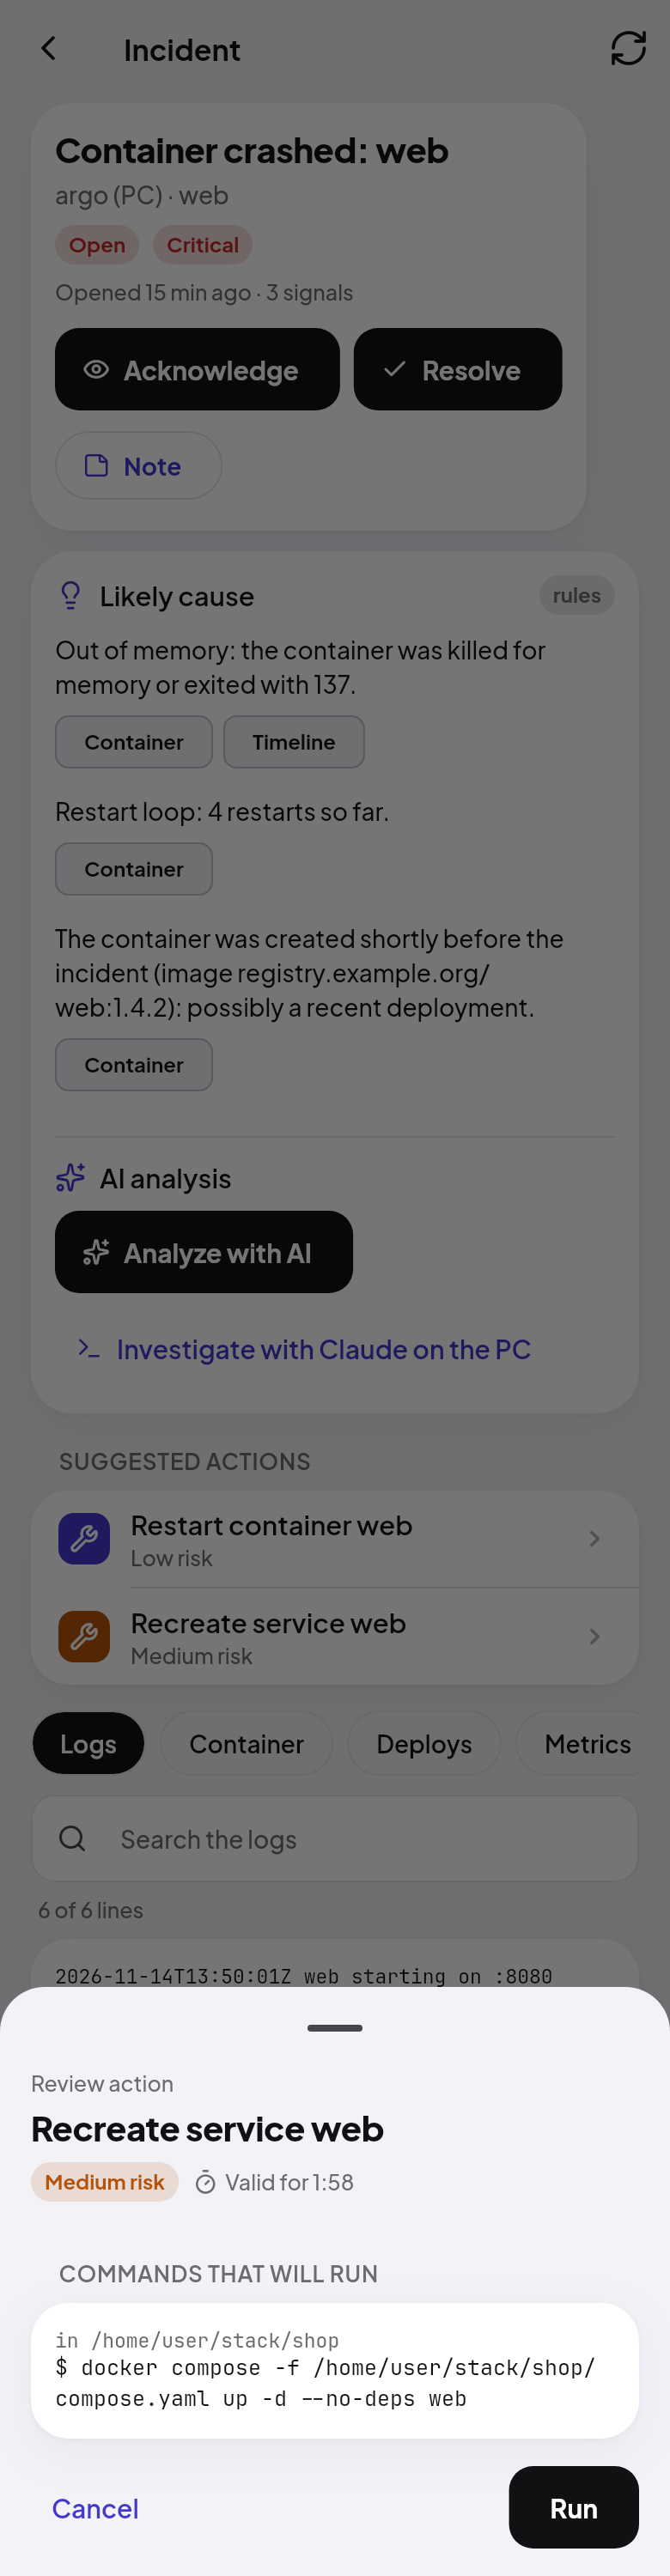 Incident
Container crashed: web
argo (PC) · web
Open Critical
Opened 15 min ago · 3 signals
Acknowledge Resolve
Note
Likely cause rules
Out of memory: the container was killed for
memory or exited with 137.
Container Timeline
Restart loop: 4 restarts so far.
Container
The container was created shortly before the
incident (image registry.example.org/
web:1.4.2): possibly a recent deployment.
Container
AI analysis
Analyze with AI
Investigate with Claude on the PC
SUGGESTED ACTIONS
Restart container web
Low risk
Recreate service web
Medium risk
Logs Container Deploys Metrics
Search the logs
6 of 6 lines
2026-11-14T13:50:01Z web starting on :8080
Review action
Recreate service web
Medium risk Valid for 1:58
COMMANDS THAT WILL RUN
in /home/user/stack/shop
$ docker compose -f /home/user/stack/shop/
compose.yaml up -d --no-deps web
Cancel Run